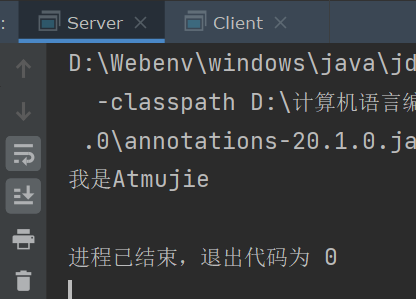 : Server × Client ×
D:\Webenv\windows\java\jd
-classpath D:\计算机语言编
.0\annotations-20.1.0.ja
我是Atmujie
进程已结束，退出代码为 0